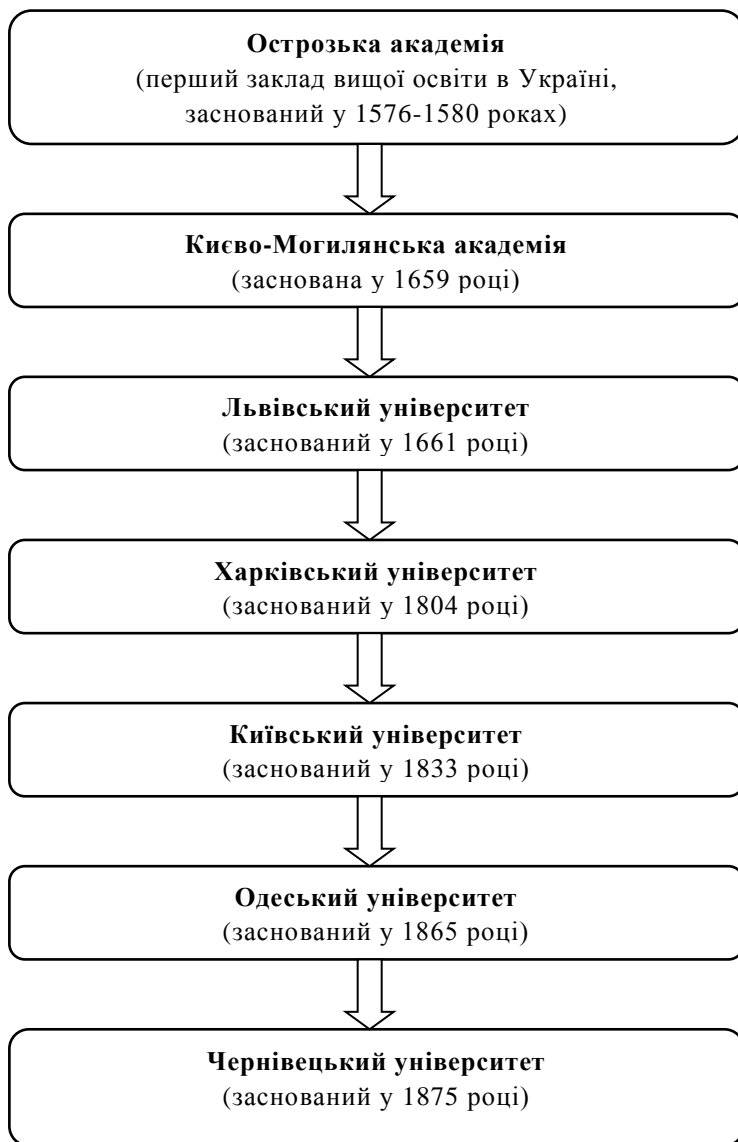 Острозька академія
(перший заклад вищої освіти в Україні,
заснований у 1576-1580 роках)
Києво-Могилянська академія
(заснована у 1659 році)
Львівський університет
(заснований у 1661 році)
Харківський університет
(заснований у 1804 році)
Київський університет
(заснований у 1833 році)
Одеський університет
(заснований у 1865 році)
Чернівецький університет
(заснований у 1875 році)